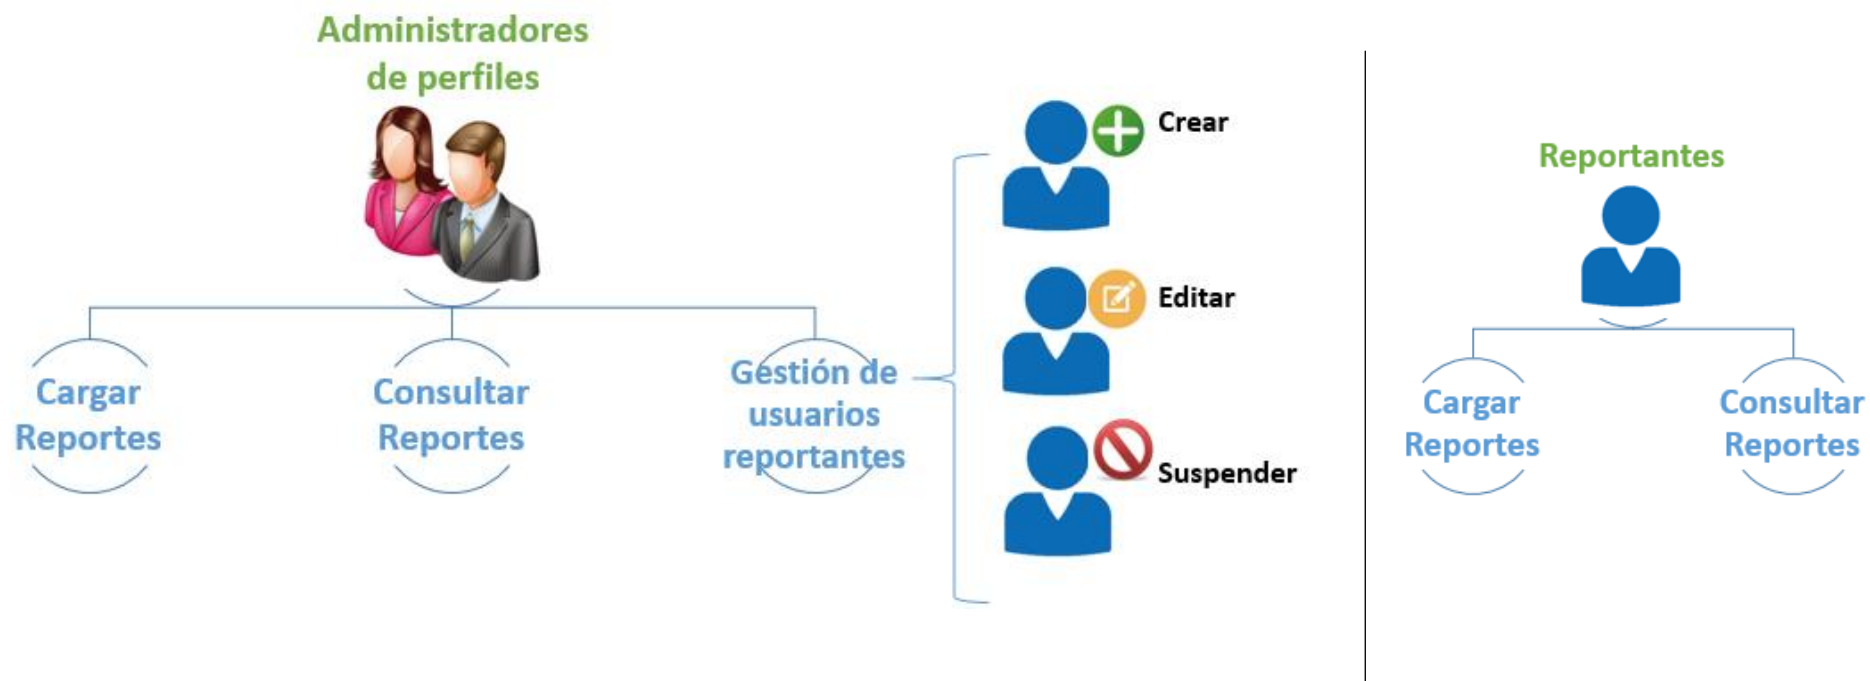 Administradores
de perfiles
Cargar
Reportes
Consultar
Reportes
Gestión de
usuarios
reportantes
Crear
Editar
Suspender
Reportantes
Cargar
Reportes
Consultar
Reportes